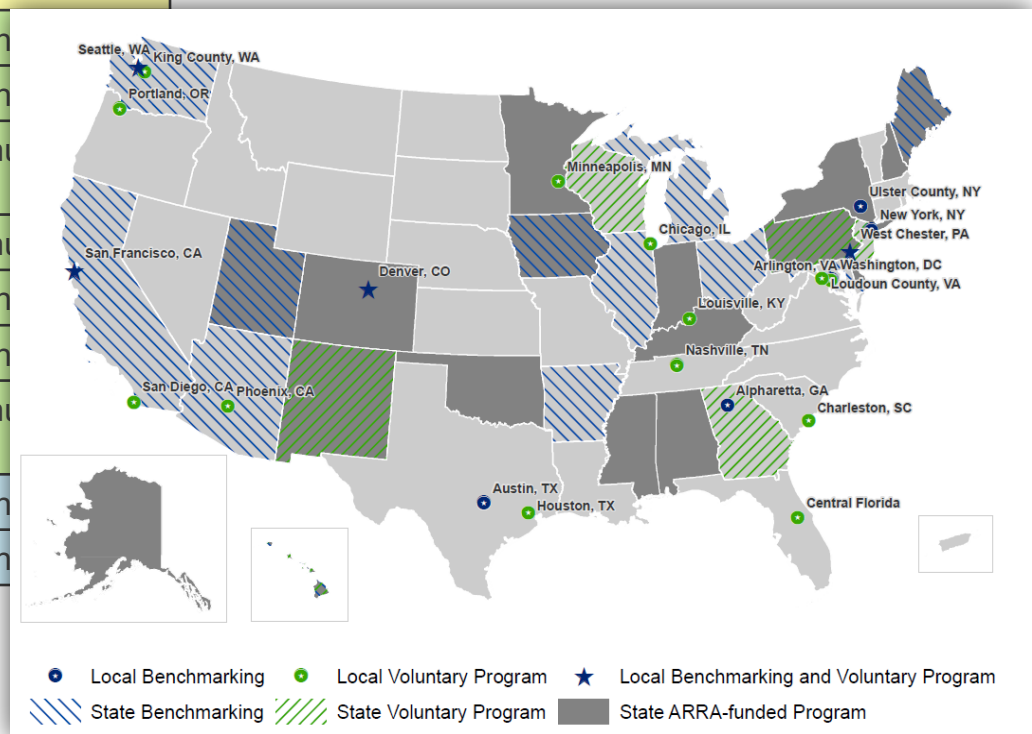 Seattle, WA
King County, WA
Portland, OR
Minneapolis, MN
Ulster County, NY
New York, NY
Chicago, IL
West Chester, PA
San Francisco, CA
Arlington, VA Washington, DC
Denver, CO
Loudoun County, VA
Louisville, KY
Nashville, TN
San Diego, CA Phoenix, CA
Alpharetta, GA
Charleston, SC
Austin, TX
Central Florida
Houston, TX
Local Benchmarking Local Voluntary Program Local Benchmarking and Voluntary Program
State Benchmarking State Voluntary Program State ARRA-funded Program